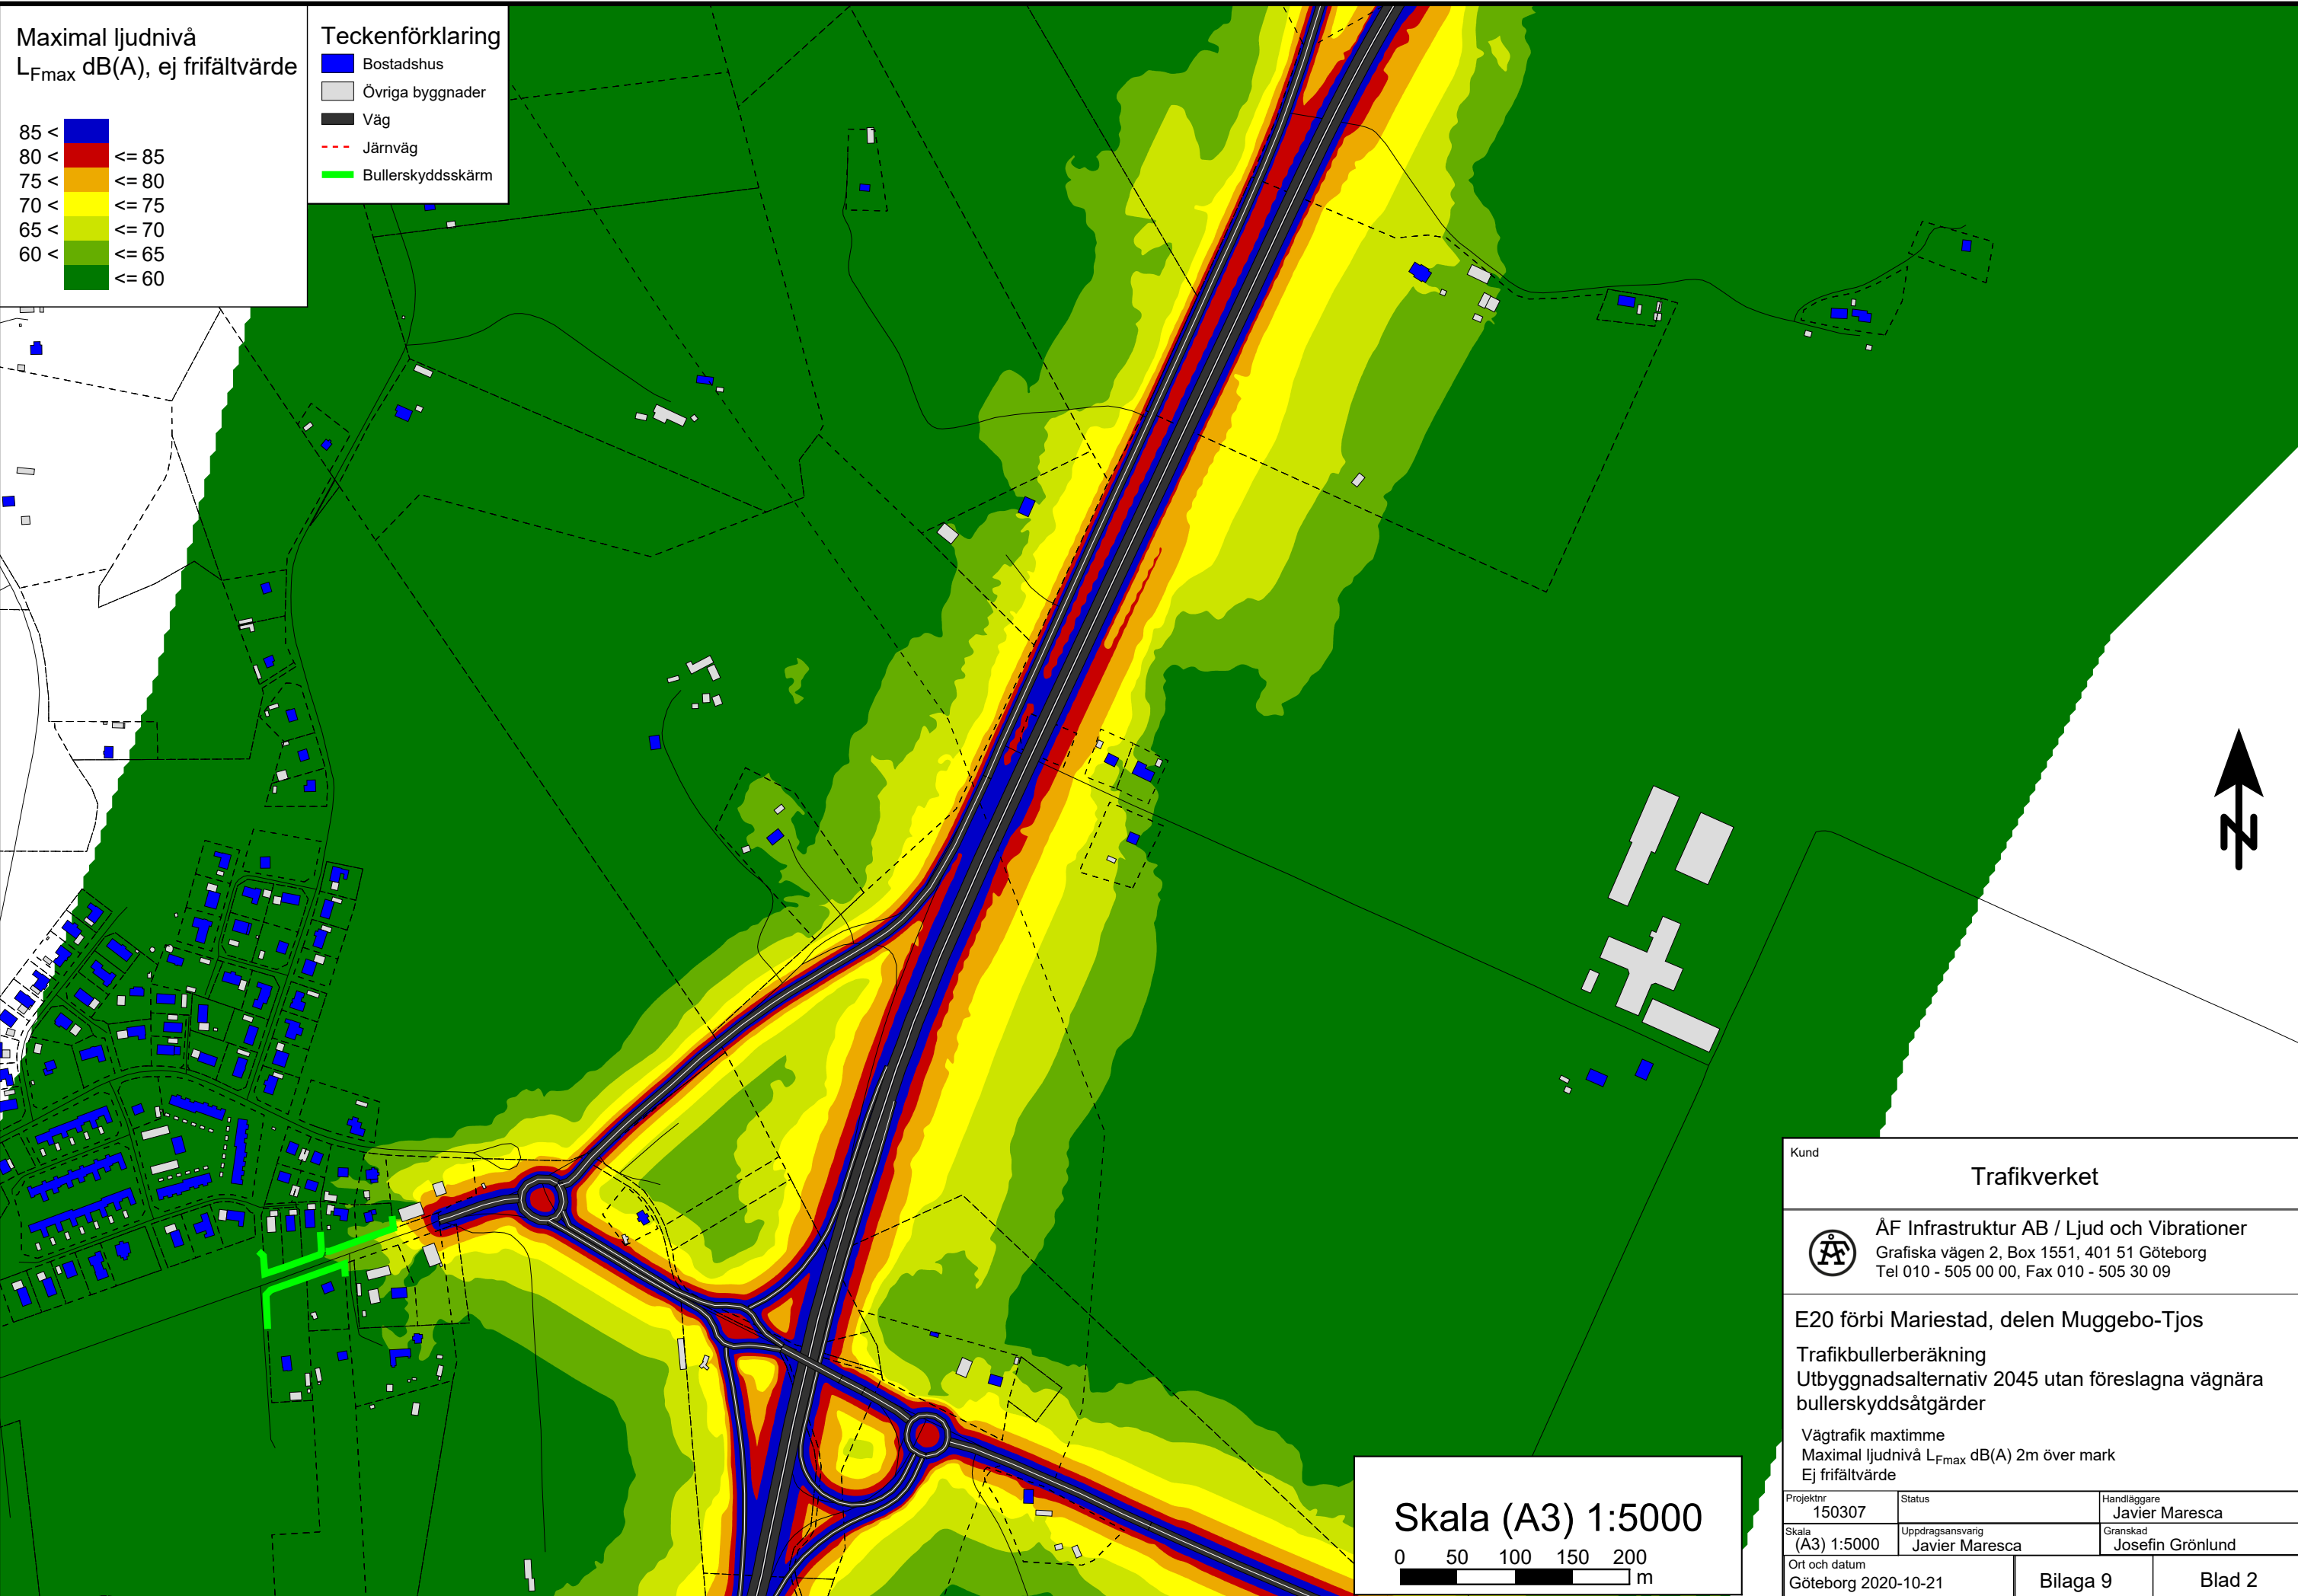 Maximal ljudnivå
LFmax dB(A), ej frifältvärde
85 <
80 < <= 85
75 < <= 80
70 < <= 75
65 < <= 70
60 < <= 65
<= 60
Teckenförklaring
Bostadshus
Övriga byggnader
Väg
Järnväg
Bullerskyddsskärm
N
Skala (A3) 1:5000
0 50 100 150 200
m
Kund
Trafikverket
ÅF
ÅF Infrastruktur AB / Ljud och Vibrationer
Grafiska vägen 2, Box 1551, 401 51 Göteborg
Tel 010 - 505 00 00, Fax 010 - 505 30 09
E20 förbi Mariestad, delen Muggebo-Tjos
Trafikbullerberäkning
Utbyggnadsalternativ 2045 utan föreslagna vägnära
bullerskyddsåtgärder
Vägtrafik maxtimme
Maximal ljudnivå LFmax dB(A) 2m över mark
Ej frifältvärde
Projektnr
150307
Status
Handläggare
Javier Maresca
Skala
(A3) 1:5000
Uppdragsansvarig
Javier Maresca
Granskad
Josefin Grönlund
Ort och datum
Göteborg 2020-10-21
Bilaga 9
Blad 2